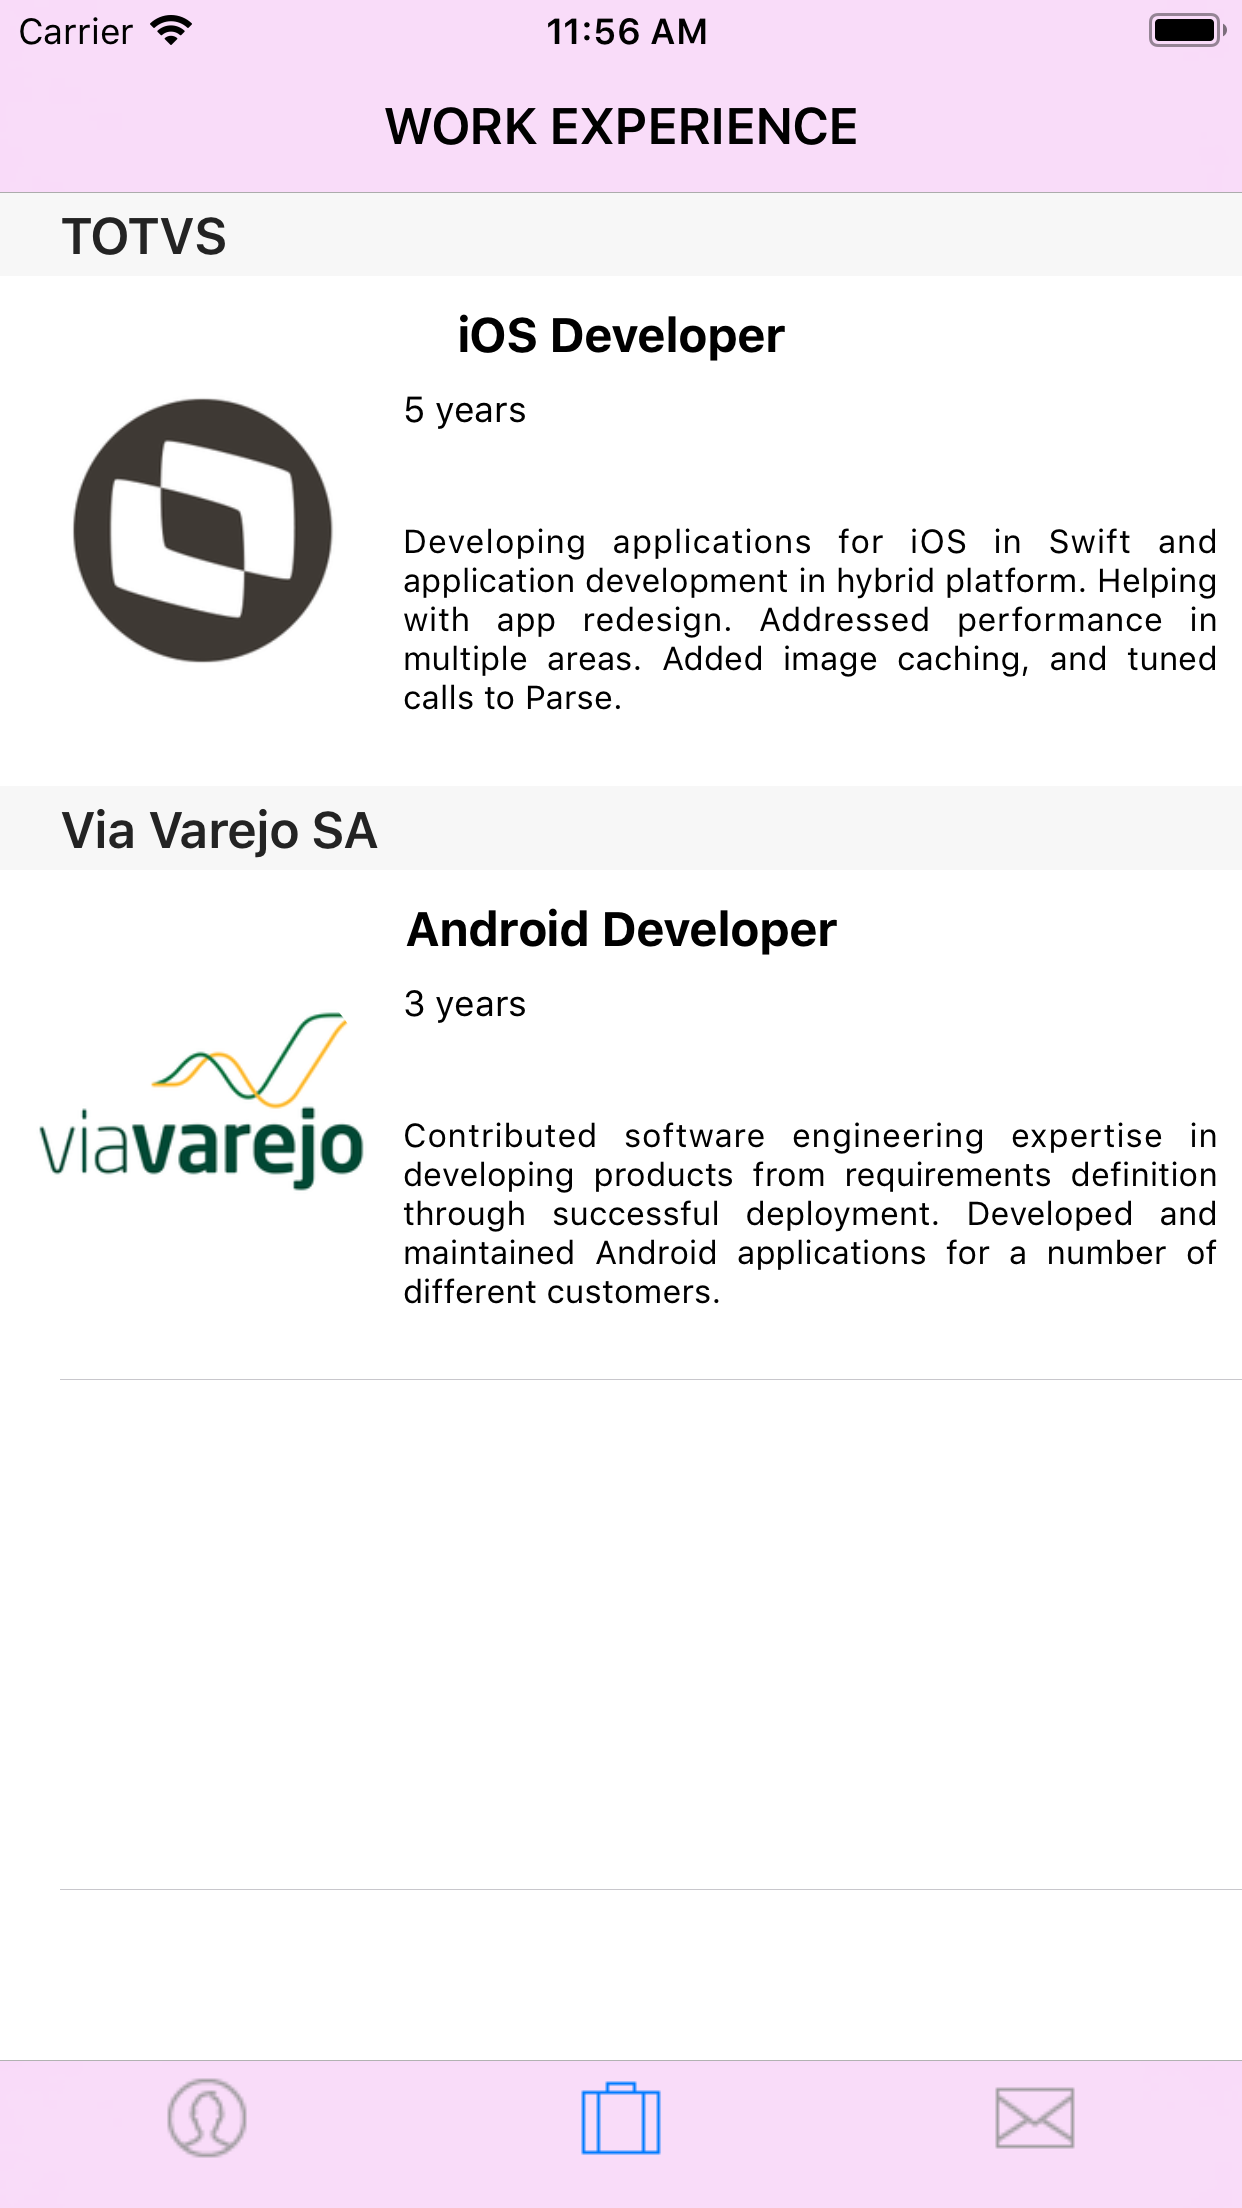 Carrier 11:56 AM
WORK EXPERIENCE
TOTVS
iOS Developer
5 years
Developing applications for iOS in Swift and
application development in hybrid platform. Helping
with app redesign. Addressed performance in
multiple areas. Added image caching, and tuned
calls to Parse.
Via Varejo SA
Android Developer
3 years
viavarejo
Contributed software engineering expertise in
developing products from requirements definition
through successful deployment. Developed and
maintained Android applications for a number of
different customers.